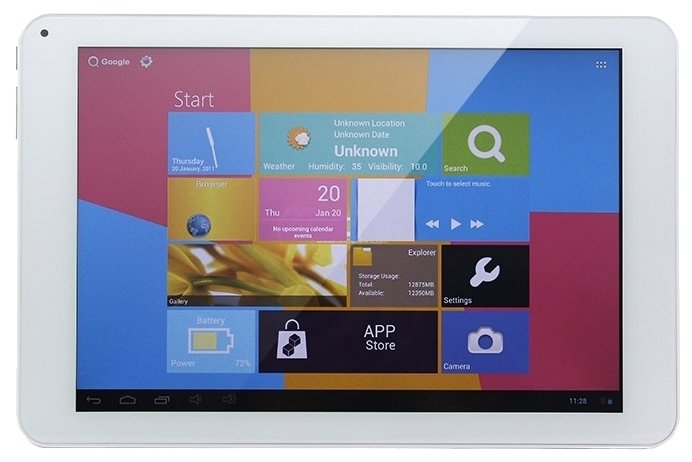 Google
Start
Thursday
20 January, 2011
Unknown Location
Unknown Date
Unknown
Weather Humidity: 35 Visibility: 10.0
Search
Browser
20
Thu Jan 20
No upcoming calendar
events
Touch to select music.
Gallery
Explorer
Storage Usage:
Total: 12875MB
Available: 12350MB
Settings
Battery
Power 72%
APP
Store
Camera
11:28